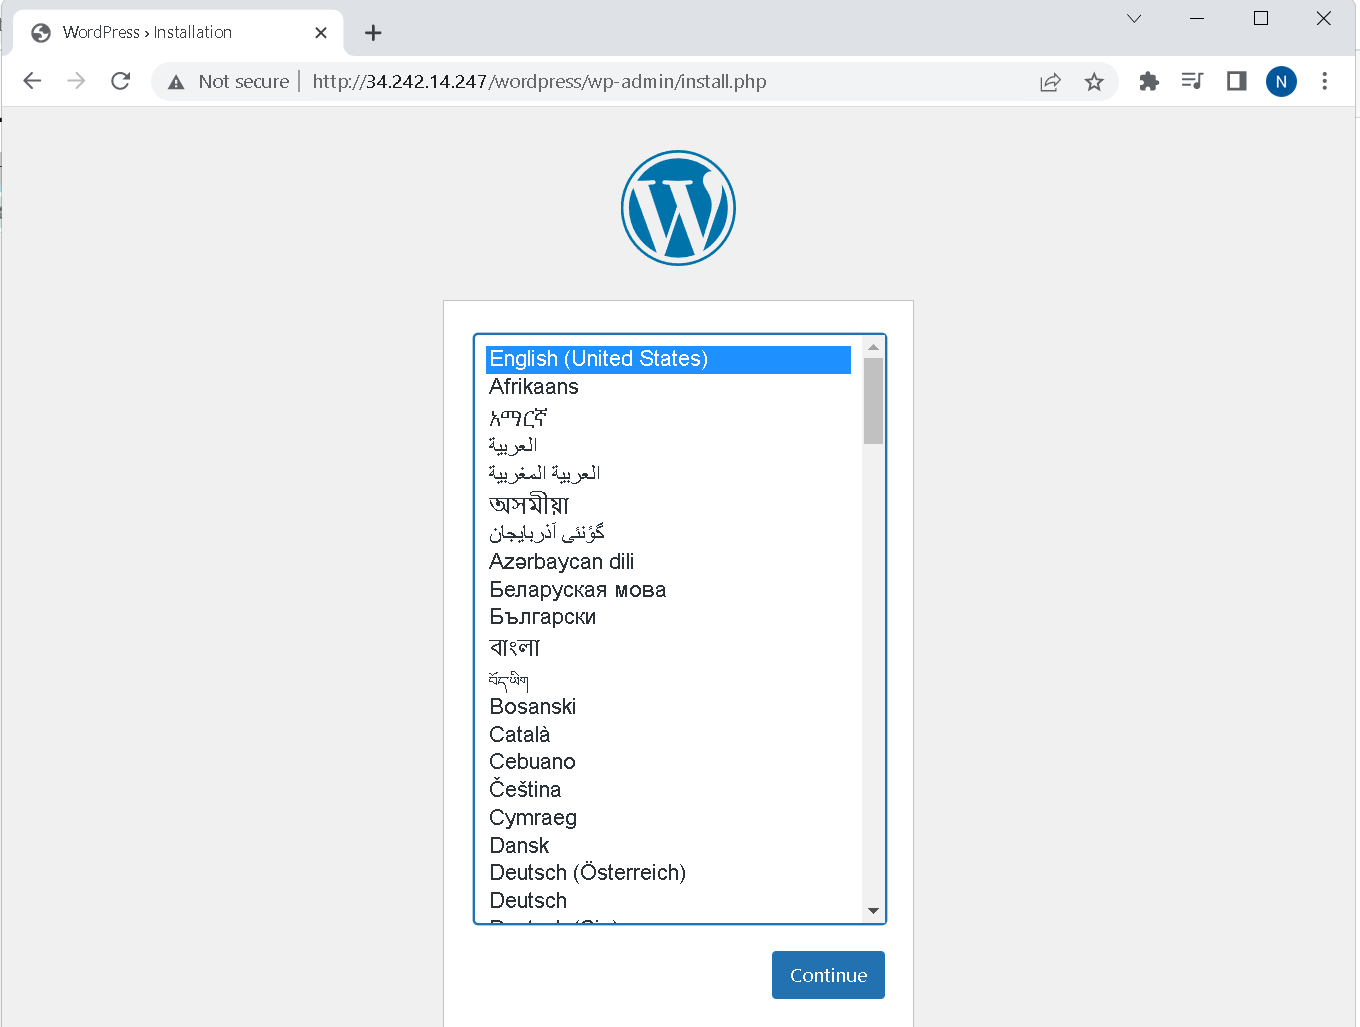 WordPress › Installation
Not secure
http://34.242.14.247/wordpress/wp-admin/install.php
N
English (United States)
Afrikaans
አማርኛ
العربية
العربية المغربية
অসমীয়া
گؤنئی آذربایجان
Azərbaycan dili
Беларуская мова
Български
বাংলা
བོད་ཡིག
Bosanski
Català
Cebuano
Čeština
Cymraeg
Dansk
Deutsch (Österreich)
Deutsch
Continue